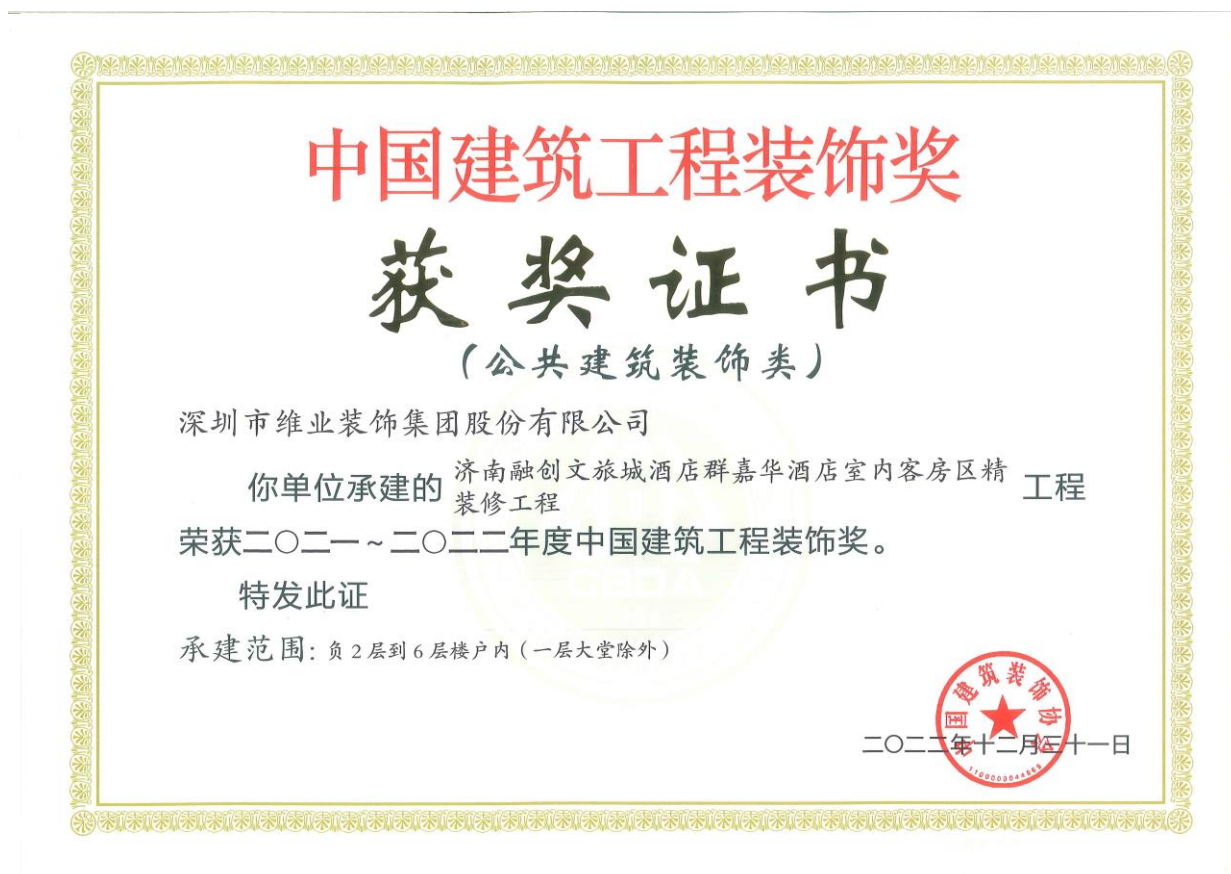 中国建筑工程装饰奖
获奖证书
（公共建筑装饰类）
深圳市维业装饰集团股份有限公司
你单位承建的 济南融创文旅城酒店群嘉华酒店室内客房区精
装修工程 工程
荣获二〇二一~二〇二二年度中国建筑工程装饰奖。
特发此证
承建范围: 负2层到6层楼户内（一层大堂除外）
中国建筑装饰协会
二〇二二年十二月三十一日